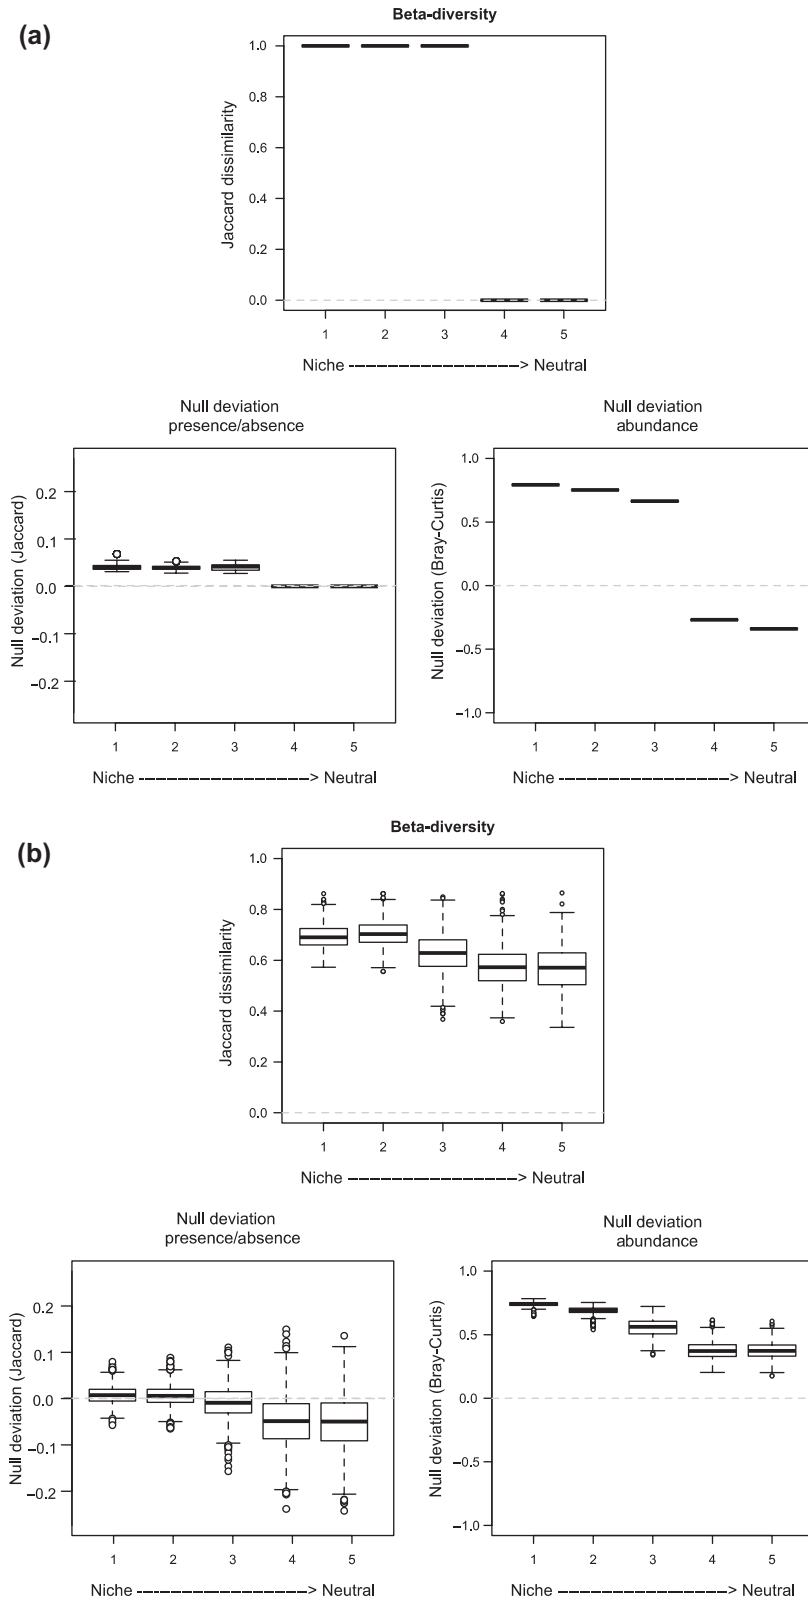 (a)
Beta-diversity
Jaccard dissimilarity
1.0
0.8
0.6
0.4
0.2
0.0
1 2 3 4 5
Niche ----------------------> Neutral
Null deviation
presence/absence
Null deviation (Jaccard)
0.2
0.1
0.0
−0.1
−0.2
1 2 3 4 5
Niche ----------------------> Neutral
Null deviation
abundance
Null deviation (Bray-Curtis)
1.0
0.5
0.0
−0.5
−1.0
1 2 3 4 5
Niche ----------------------> Neutral
(b)
Beta-diversity
Jaccard dissimilarity
1.0
0.8
0.6
0.4
0.2
0.0
1 2 3 4 5
Niche ----------------------> Neutral
Null deviation
presence/absence
Null deviation (Jaccard)
0.2
0.1
0.0
−0.1
−0.2
1 2 3 4 5
Niche ----------------------> Neutral
Null deviation
abundance
Null deviation (Bray-Curtis)
1.0
0.5
0.0
−0.5
−1.0
1 2 3 4 5
Niche ----------------------> Neutral